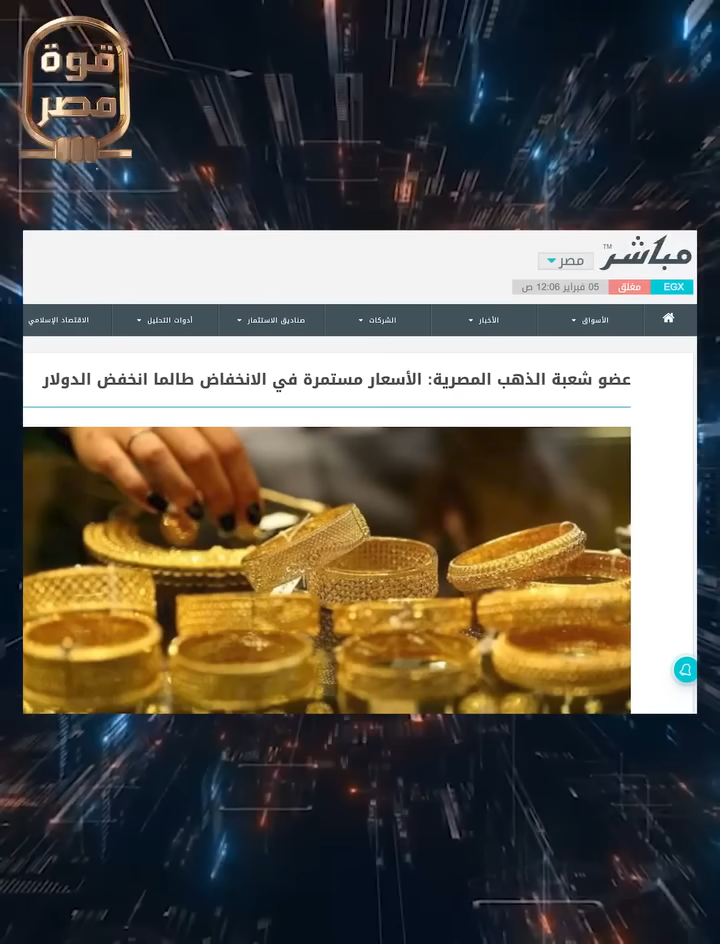 قوة
مصر
مباشر TM
مصر
EGX مغلق 05 فبراير 12:06 ص
الأسواق الأخبار الشركات صناديق الاستثمار أدوات التحليل الاقتصاد الإسلامي
عضو شعبة الذهب المصرية: الأسعار مستمرة في الانخفاض طالما انخفض الدولار